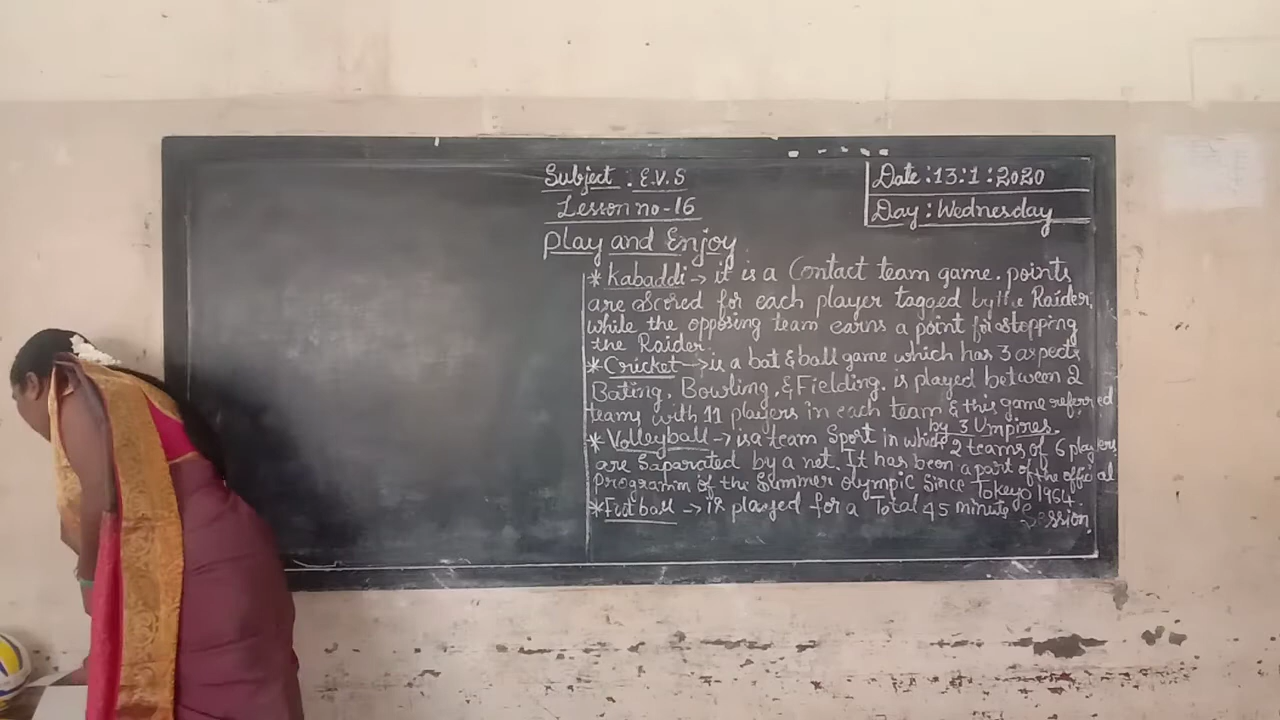 Subject : E.V.S
Lesson no-16
Play and Enjoy
Date : 13 : 1 : 2020
Day : Wednesday
* Kabaddi -> it is a Contact team game. points
are Scored for each player tagged by the Raider,
while the opposing team earns a point for stopping
the Raider.
* Cricket -> is a bat & ball game which has 3 aspects
Bating, Bowling, & Fielding. is played between 2
teams with 11 players in each team & this game referred
by 3 Umpires.
* Volleyball -> is a team Sport in which 2 teams of 6 players
are Saparated by a net. It has been a part of the official
Programm of the Summer olympic Since Tokeyo 1964.
* Football -> is played for a Total 45 minute
Session.